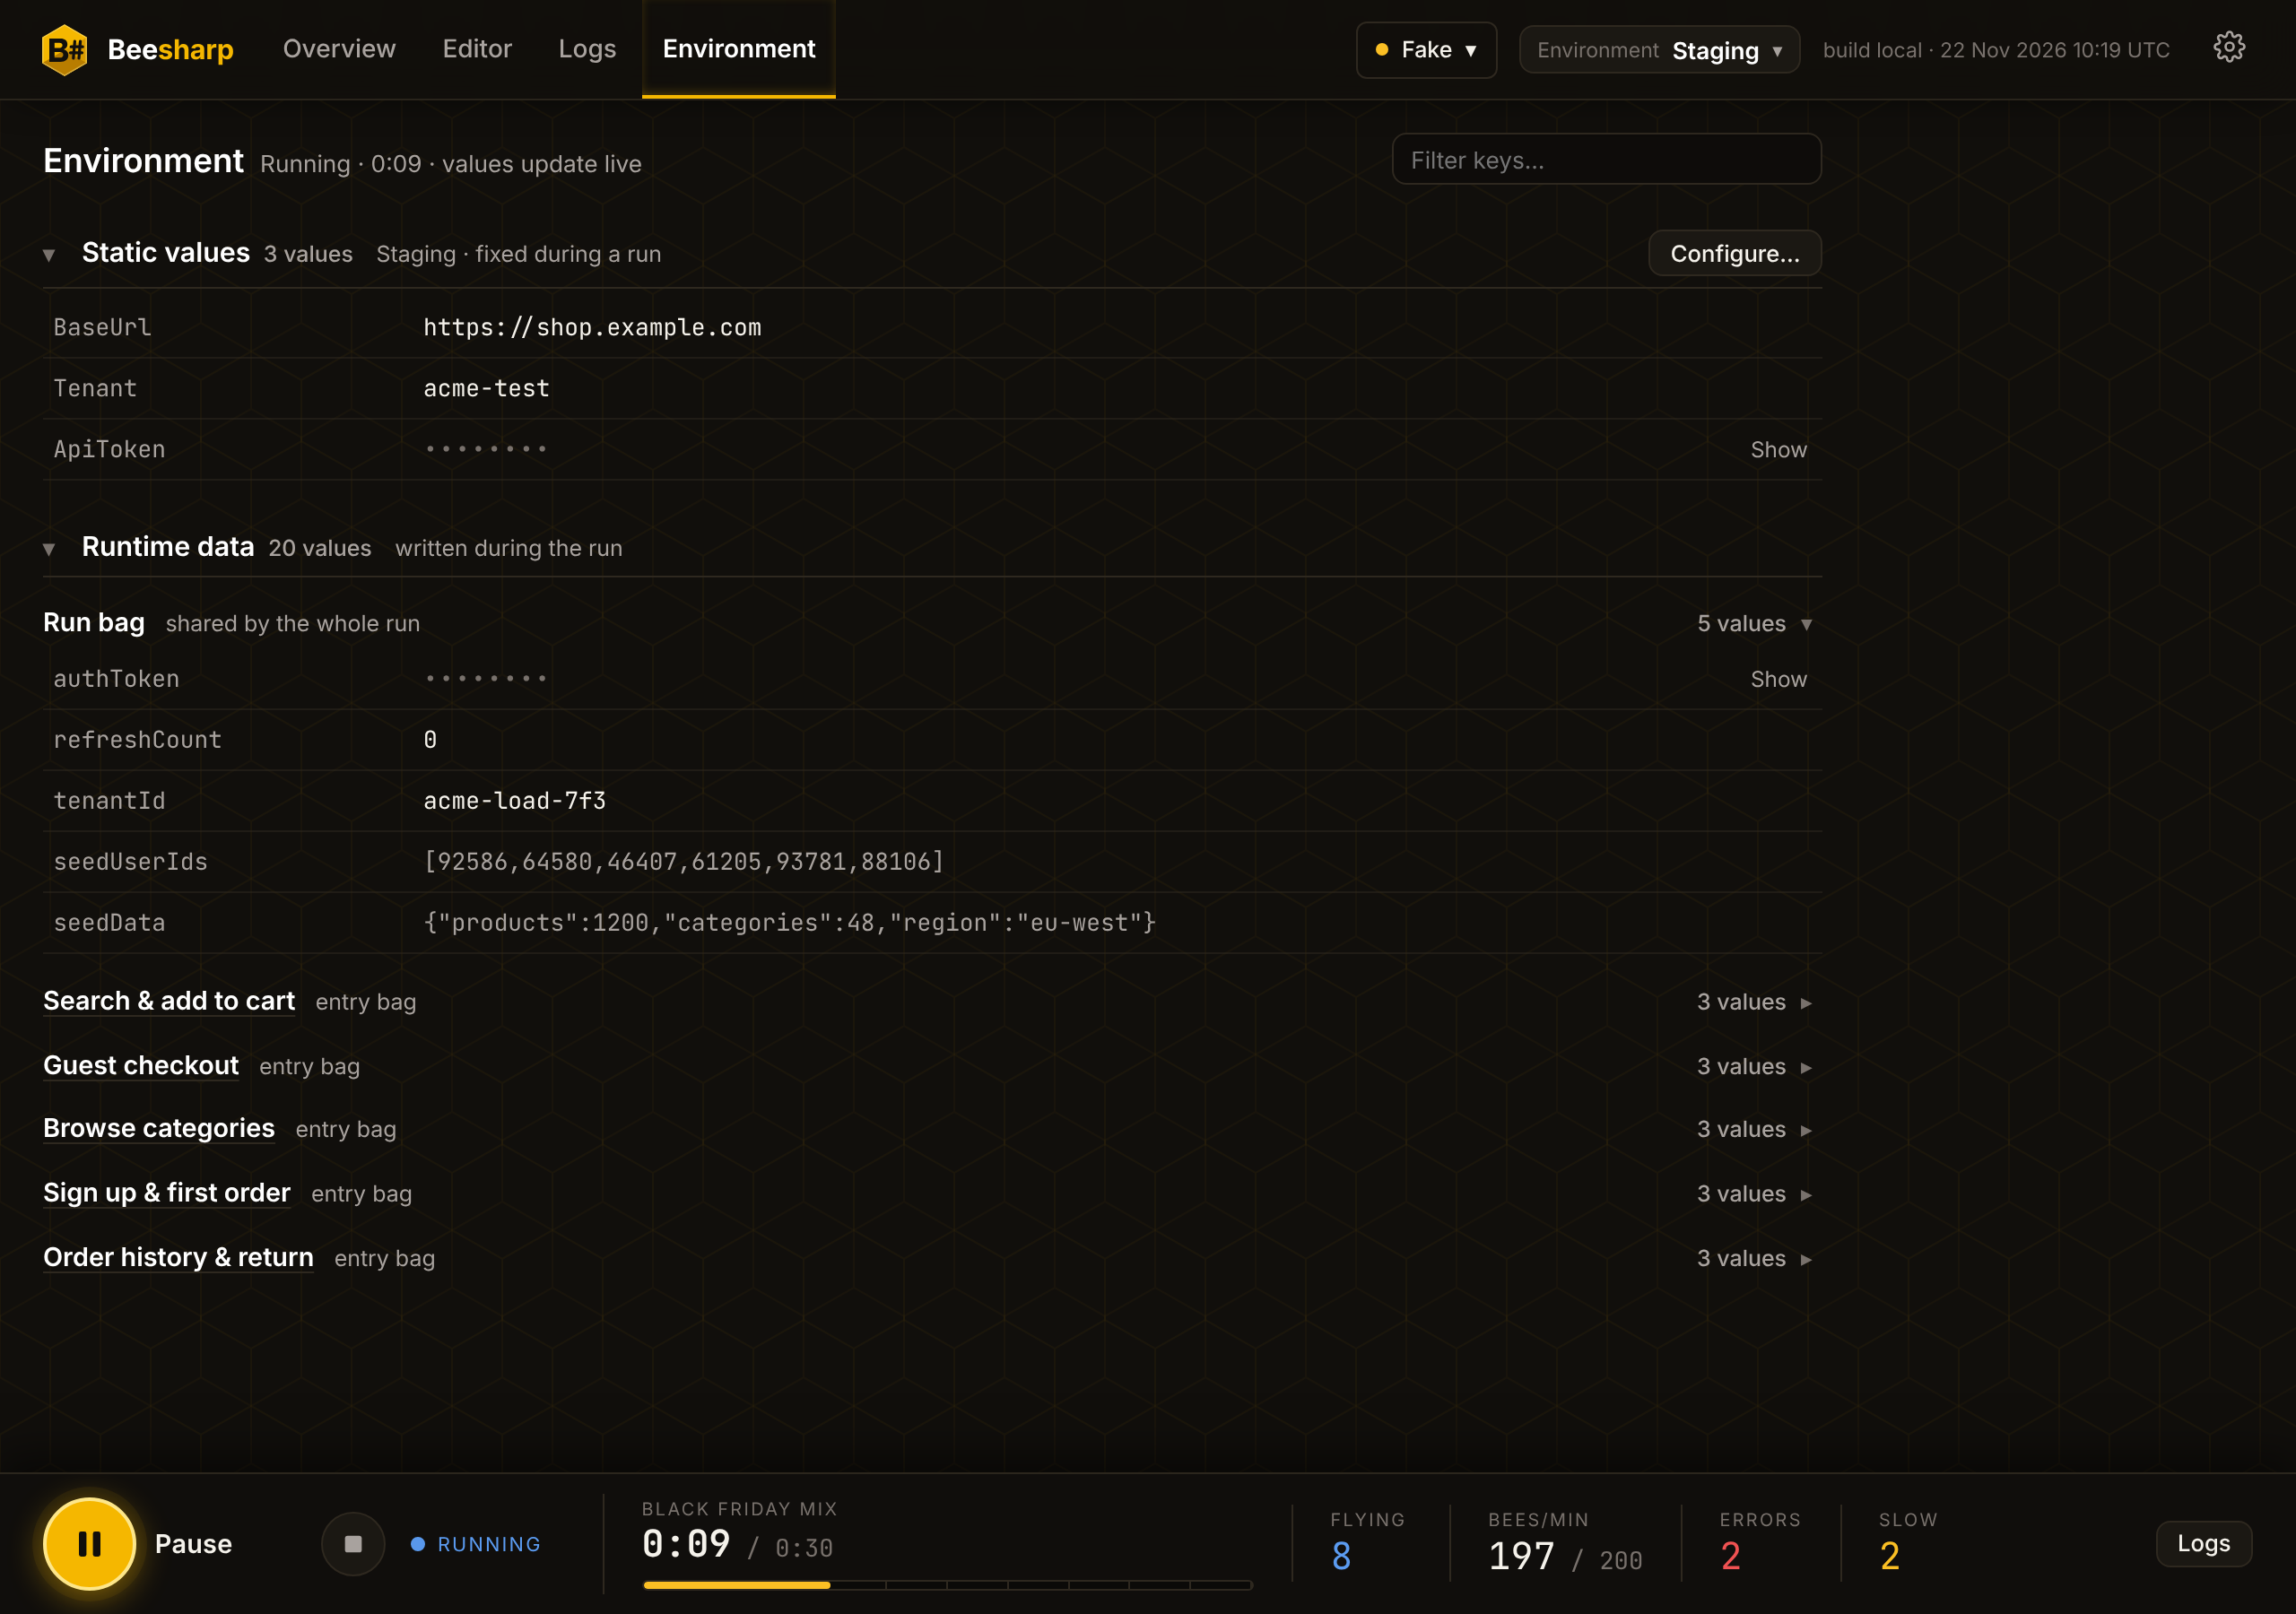 B# Beesharp Overview Editor Logs Environment Fake ▾ Environment Staging ▾ build local · 22 Nov 2026 10:19 UTC
Environment Running · 0:09 · values update live Filter keys...
▾ Static values 3 values Staging · fixed during a run Configure...
BaseUrl https://shop.example.com
Tenant acme-test
ApiToken •••••••• Show
▾ Runtime data 20 values written during the run
Run bag shared by the whole run 5 values ▾
authToken •••••••• Show
refreshCount 0
tenantId acme-load-7f3
seedUserIds [92586,64580,46407,61205,93781,88106]
seedData {"products":1200,"categories":48,"region":"eu-west"}
Search & add to cart entry bag 3 values ▸
Guest checkout entry bag 3 values ▸
Browse categories entry bag 3 values ▸
Sign up & first order entry bag 3 values ▸
Order history & return entry bag 3 values ▸
BLACK FRIDAY MIX FLYING BEES/MIN ERRORS SLOW
Pause RUNNING 0:09 / 0:30 8 197 / 200 2 2 Logs